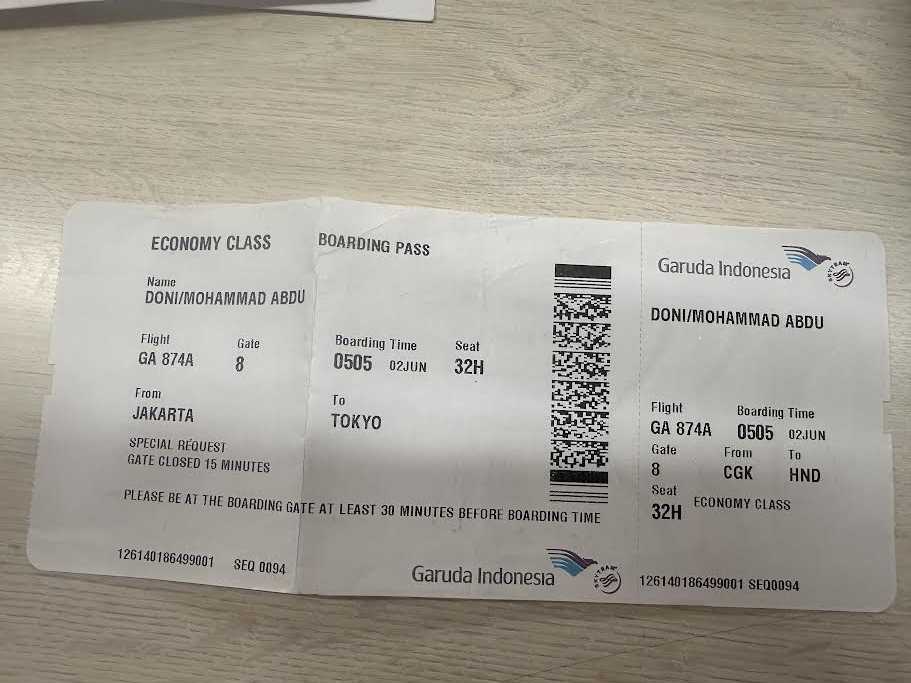 ECONOMY CLASS
BOARDING PASS
Name
DONI/MOHAMMAD ABDU
Flight Gate
GA 874A 8
Boarding Time Seat
0505 02JUN 32H
From
JAKARTA
To
TOKYO
SPECIAL REQUEST
GATE CLOSED 15 MINUTES
PLEASE BE AT THE BOARDING GATE AT LEAST 30 MINUTES BEFORE BOARDING TIME
126140186499001 SEQ 0094
Garuda Indonesia
SKYTEAM
Garuda Indonesia
SKYTEAM
DONI/MOHAMMAD ABDU
Flight Boarding Time
GA 874A 0505 02JUN
Gate From To
8 CGK HND
Seat
32H ECONOMY CLASS
126140186499001 SEQ0094